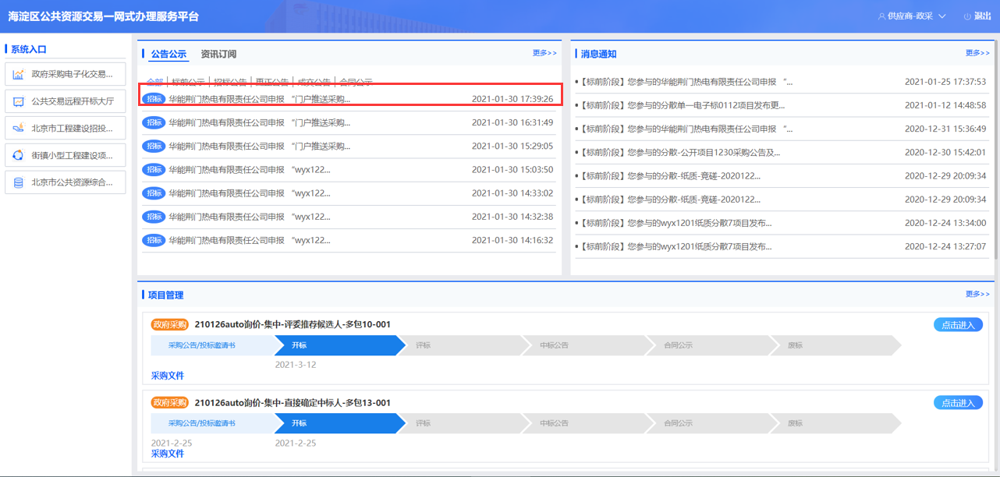 海淀区公共资源交易一网式办理服务平台
供应商-政采
退出
系统入口
政府采购电子化交易...
公共交易远程开标大厅
北京市工程建设招投...
街镇小型工程建设项...
北京市公共资源综合...
公告公示 资讯订阅 更多>>
全部 | 标前公示 | 招标公告 | 更正公告 | 成交公告 | 合同公示
招标 华能荆门热电有限责任公司申报 “门户推送采购... 2021-01-30 17:39:26
招标 华能荆门热电有限责任公司申报 “门户推送采购... 2021-01-30 16:31:49
招标 华能荆门热电有限责任公司申报 “门户推送采购... 2021-01-30 15:29:05
招标 华能荆门热电有限责任公司申报 “wyx122... 2021-01-30 15:03:50
招标 华能荆门热电有限责任公司申报 “wyx122... 2021-01-30 14:33:02
招标 华能荆门热电有限责任公司申报 “wyx122... 2021-01-30 14:32:38
招标 华能荆门热电有限责任公司申报 “wyx122... 2021-01-30 14:16:32
消息通知 更多>>
【标前阶段】您参与的华能荆门热电有限责任公司申报 “... 2021-01-25 17:37:53
【标前阶段】您参与的分散单一电子标0112项目发布更... 2021-01-12 14:48:58
【标前阶段】您参与的华能荆门热电有限责任公司申报 “... 2020-12-31 15:36:49
【标前阶段】您参与的分散-公开项目1230采购公告及... 2020-12-30 15:42:01
【标前阶段】您参与的分散-纸质-竞磋-2020122... 2020-12-29 20:09:34
【标前阶段】您参与的分散-纸质-竞磋-2020122... 2020-12-29 20:09:34
【标前阶段】您参与的wyx1201纸质分散7项目发布... 2020-12-24 13:34:00
【标前阶段】您参与的wyx1201纸质分散7项目发布... 2020-12-24 13:27:07
项目管理 更多>>
政府采购 210126auto询价-集中-评委推荐候选人-多包10-001 点击进入
采购公告/投标邀请书 开标 评标 中标公告 合同公示 废标
2021-3-12
采购文件
政府采购 210126auto询价-集中-直接确定中标人-多包13-001 点击进入
采购公告/投标邀请书 开标 评标 中标公告 合同公示 废标
2021-2-25 2021-2-25
采购文件